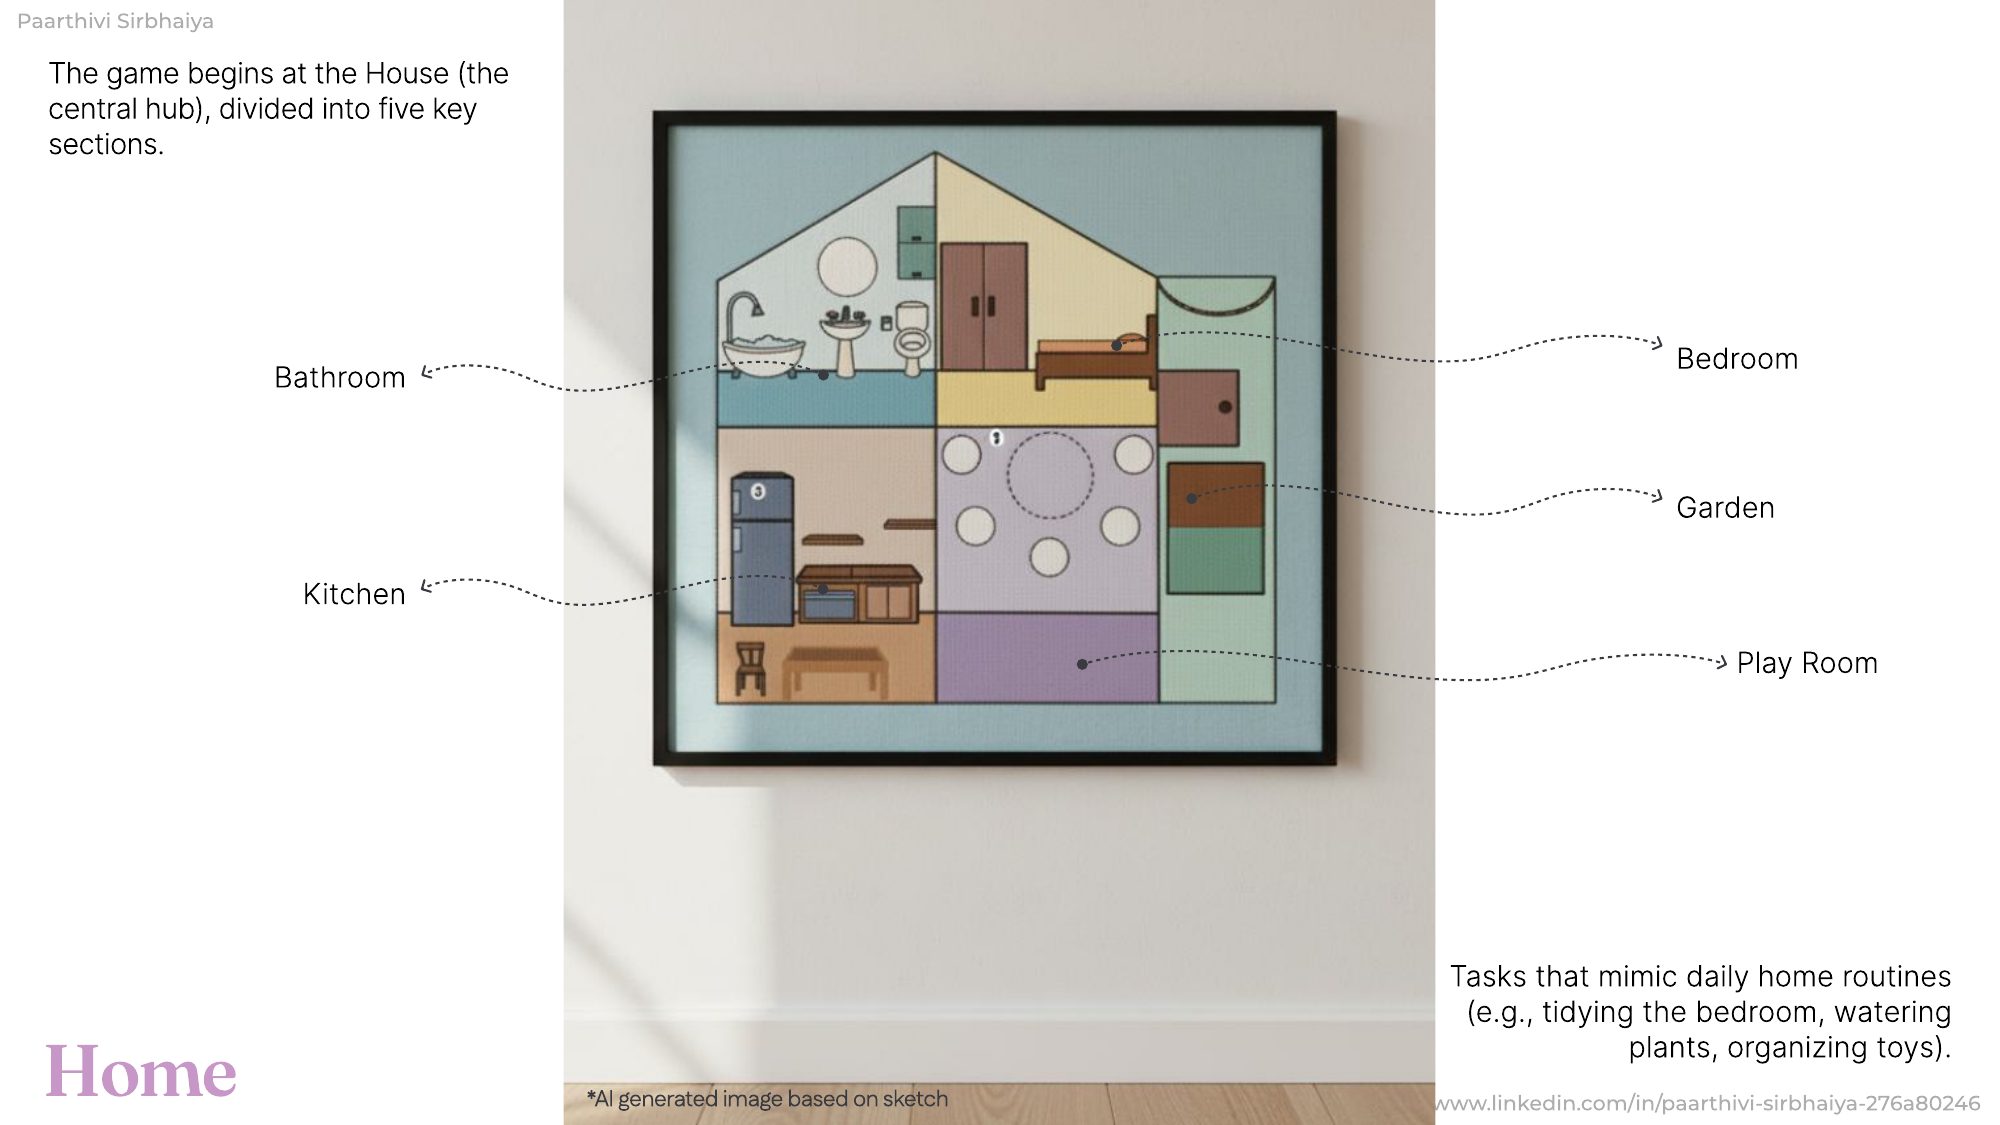 Paarthivi Sirbhaiya
The game begins at the House (the
central hub), divided into five key
sections.
Bathroom
Bedroom
Garden
Kitchen
Play Room
Tasks that mimic daily home routines
(e.g., tidying the bedroom, watering
plants, organizing toys).
Home
*AI generated image based on sketch
www.linkedin.com/in/paarthivi-sirbhaiya-276a80246